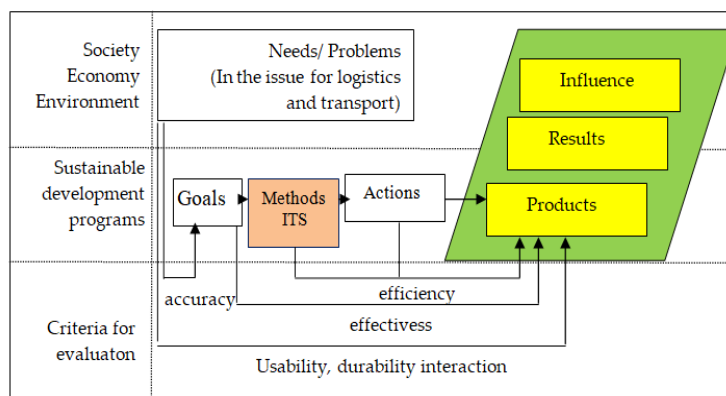 Society
Economy
Environment
Needs/ Problems
(In the issue for logistics
and transport)
Influence
Results
Sustainable
development
programs
Goals
Methods
ITS
Actions
Products
accuracy
efficiency
effectivess
Criteria for
evaluaton
Usability, durability interaction